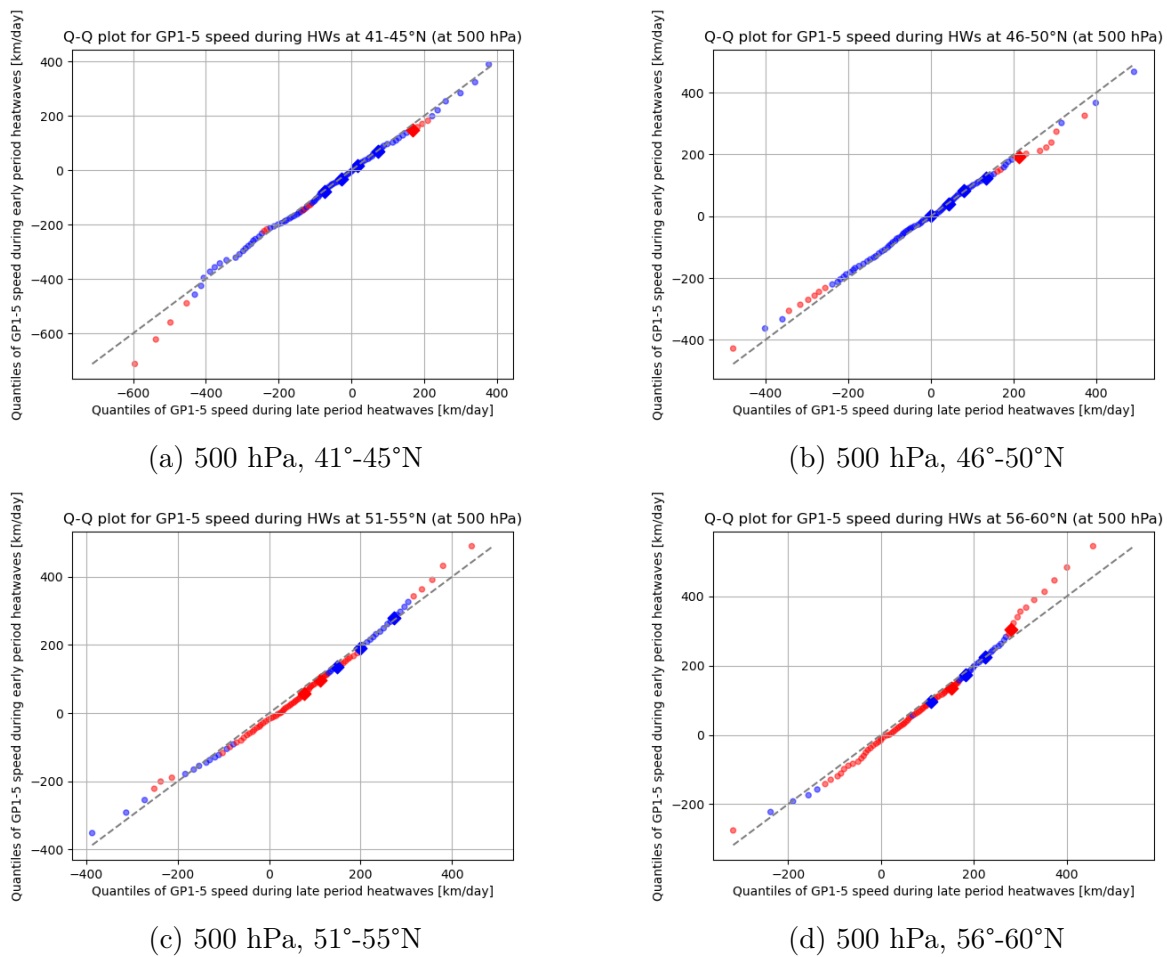 Q-Q plot for GP1-5 speed during HWs at 41-45°N (at 500 hPa)
Quantiles of GP1-5 speed during early period heatwaves [km/day]
400
200
0
−200
−400
−600
−600 −400 −200 0 200 400
Quantiles of GP1-5 speed during late period heatwaves [km/day]
(a) 500 hPa, 41°-45°N
Q-Q plot for GP1-5 speed during HWs at 46-50°N (at 500 hPa)
Quantiles of GP1-5 speed during early period heatwaves [km/day]
400
200
0
−200
−400
−400 −200 0 200 400
Quantiles of GP1-5 speed during late period heatwaves [km/day]
(b) 500 hPa, 46°-50°N
Q-Q plot for GP1-5 speed during HWs at 51-55°N (at 500 hPa)
Quantiles of GP1-5 speed during early period heatwaves [km/day]
400
200
0
−200
−400
−400 −200 0 200 400
Quantiles of GP1-5 speed during late period heatwaves [km/day]
(c) 500 hPa, 51°-55°N
Q-Q plot for GP1-5 speed during HWs at 56-60°N (at 500 hPa)
Quantiles of GP1-5 speed during early period heatwaves [km/day]
400
200
0
−200
−200 0 200 400
Quantiles of GP1-5 speed during late period heatwaves [km/day]
(d) 500 hPa, 56°-60°N